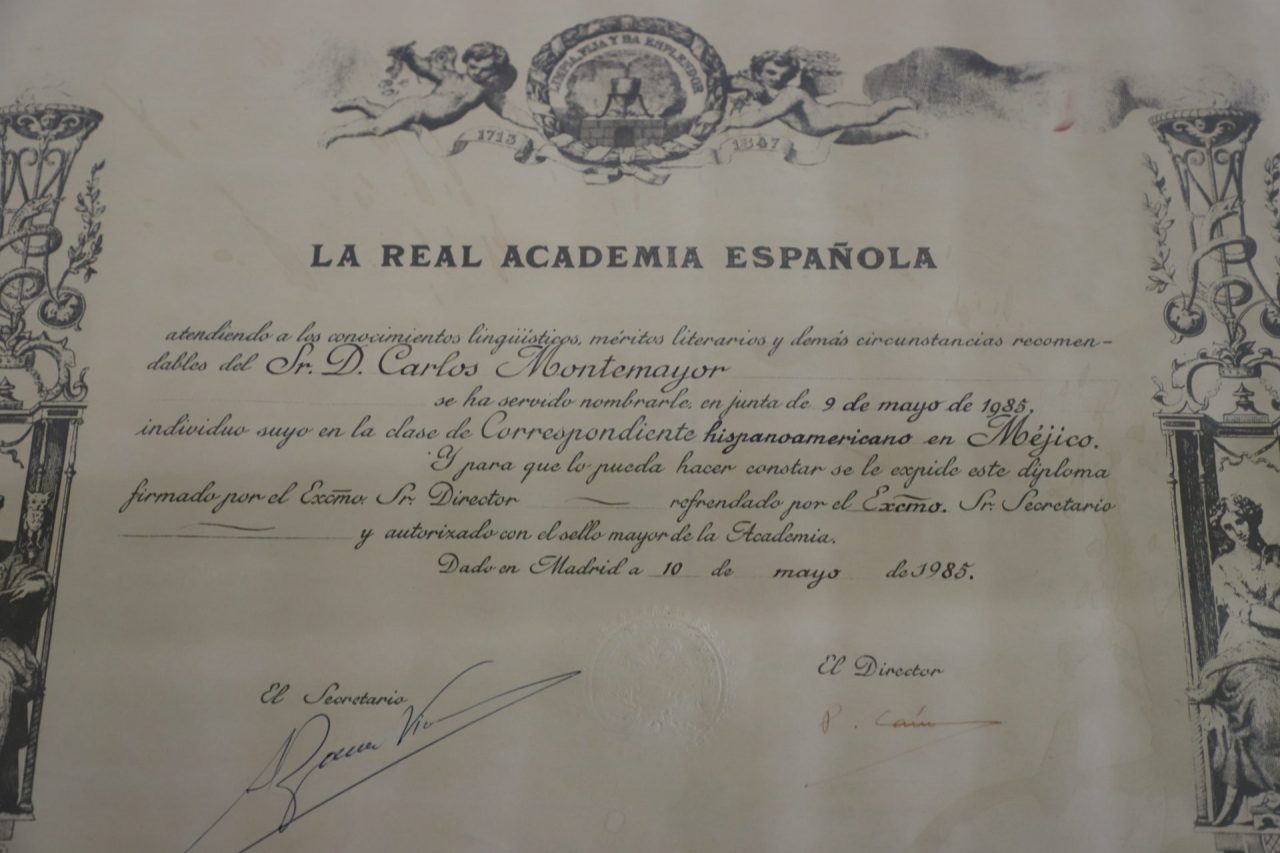 LIMPIA, FIJA Y DA ESPLENDOR
1713 1847
LA REAL ACADEMIA ESPAÑOLA
atendiendo a los conocimientos lingüísticos, méritos literarios y demás circunstancias recomen-
dables del Sr. D. Carlos Montemayor
se ha servido nombrarle, en junta de 9 de mayo de 1985,
individuo suyo en la clase de Correspondiente hispanoamericano en Méjico.
Y para que lo pueda hacer constar se le expide este diploma
firmado por el Excmo. Sr. Director refrendado por el Excmo. Sr. Secretario
y autorizado con el sello mayor de la Academia.
Dado en Madrid a 10 de mayo de 1985.
El Director
El Secretario